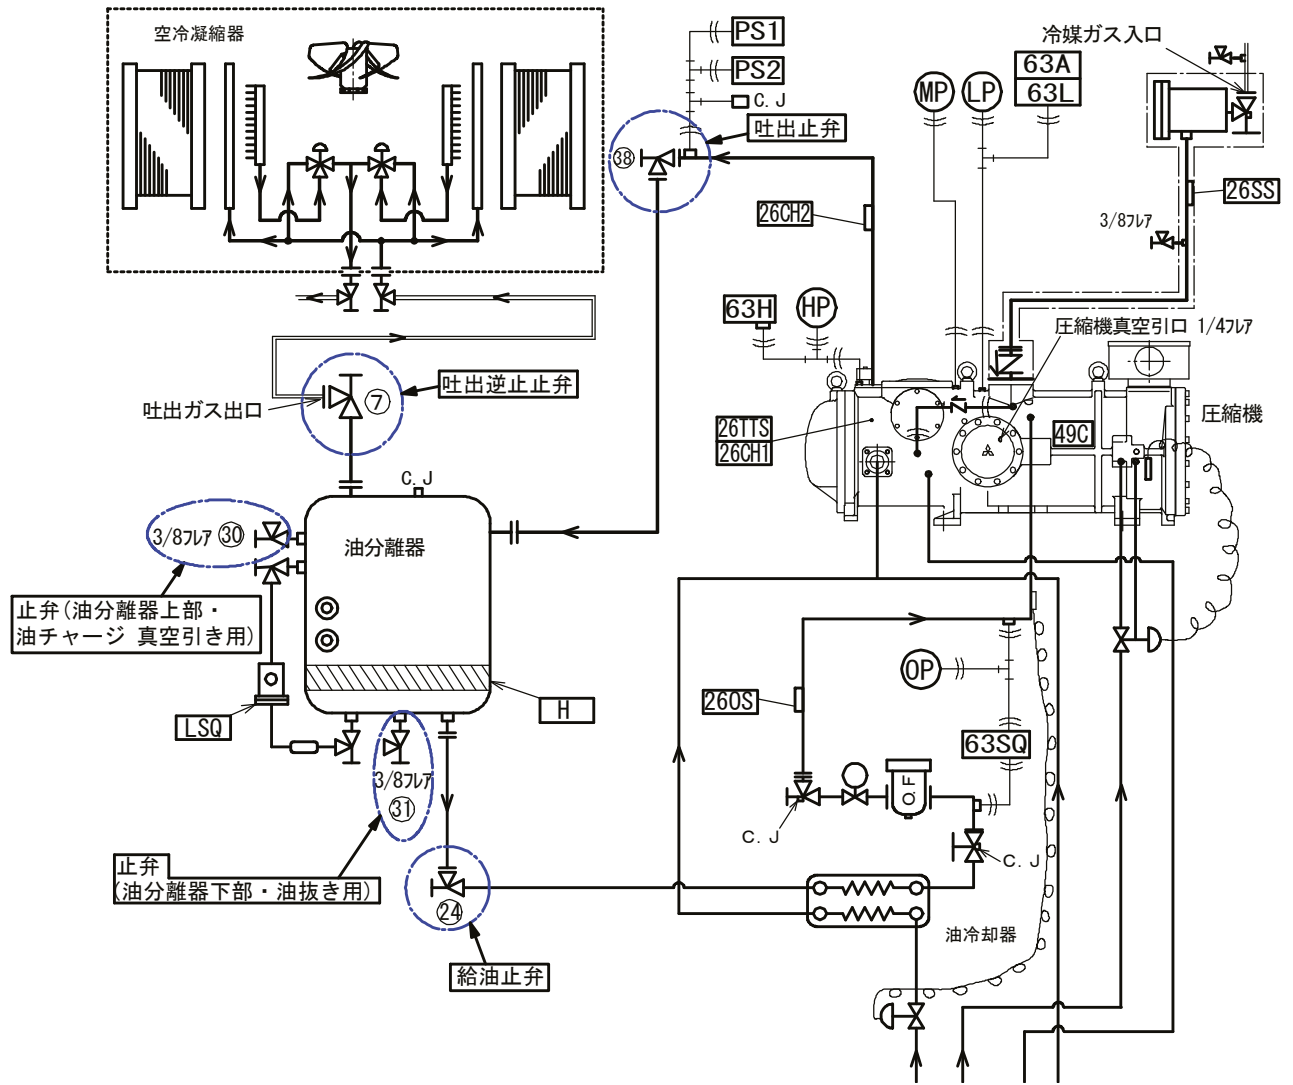 空冷凝縮器
PS1
PS2
C.J
吐出止弁
38
冷媒ガス入口
63A
63L
MP
LP
26SS
26CH2
3/8フレア
63H
HP
圧縮機真空引口 1/4フレア
吐出逆止止弁
7
吐出ガス出口
26TTS
26CH1
49C
圧縮機
C.J
3/8フレア 30
油分離器
止弁(油分離器上部・
油チャージ 真空引き用)
OP
26OS
H
LSQ
63SQ
3/8フレア
31
O.F
C.J
C.J
止弁
(油分離器下部・油抜き用)
24
油冷却器
給油止弁